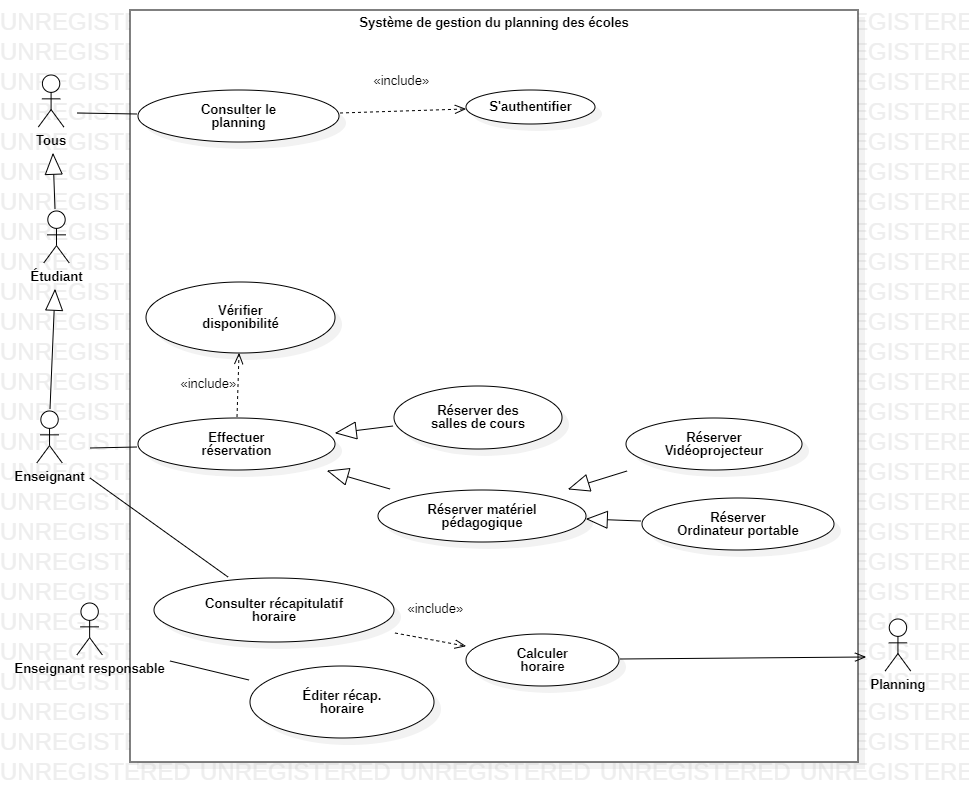 Système de gestion du planning des écoles
«include»
Consulter le
planning
S'authentifier
Tous
Étudiant
Vérifier
disponibilité
«include»
Réserver des
salles de cours
Effectuer
réservation
Réserver
Vidéoprojecteur
Enseignant
Réserver matériel
pédagogique
Réserver
Ordinateur portable
Consulter récapitulatif
horaire
«include»
Calculer
horaire
Enseignant responsable
Planning
Éditer récap.
horaire
UNREGISTERED UNREGISTERED UNREGISTERED UNREGISTERED UNREGISTERED